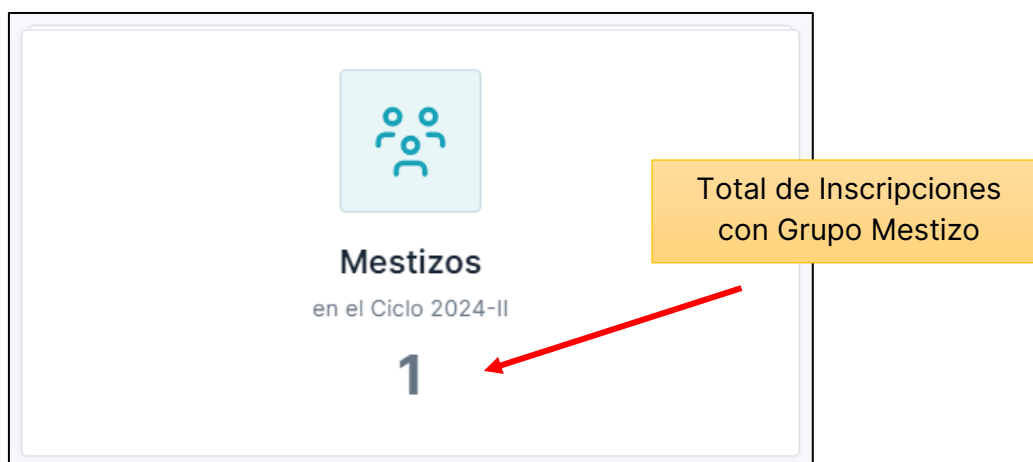 Mestizos
en el Ciclo 2024-II
1
Total de Inscripciones
con Grupo Mestizo